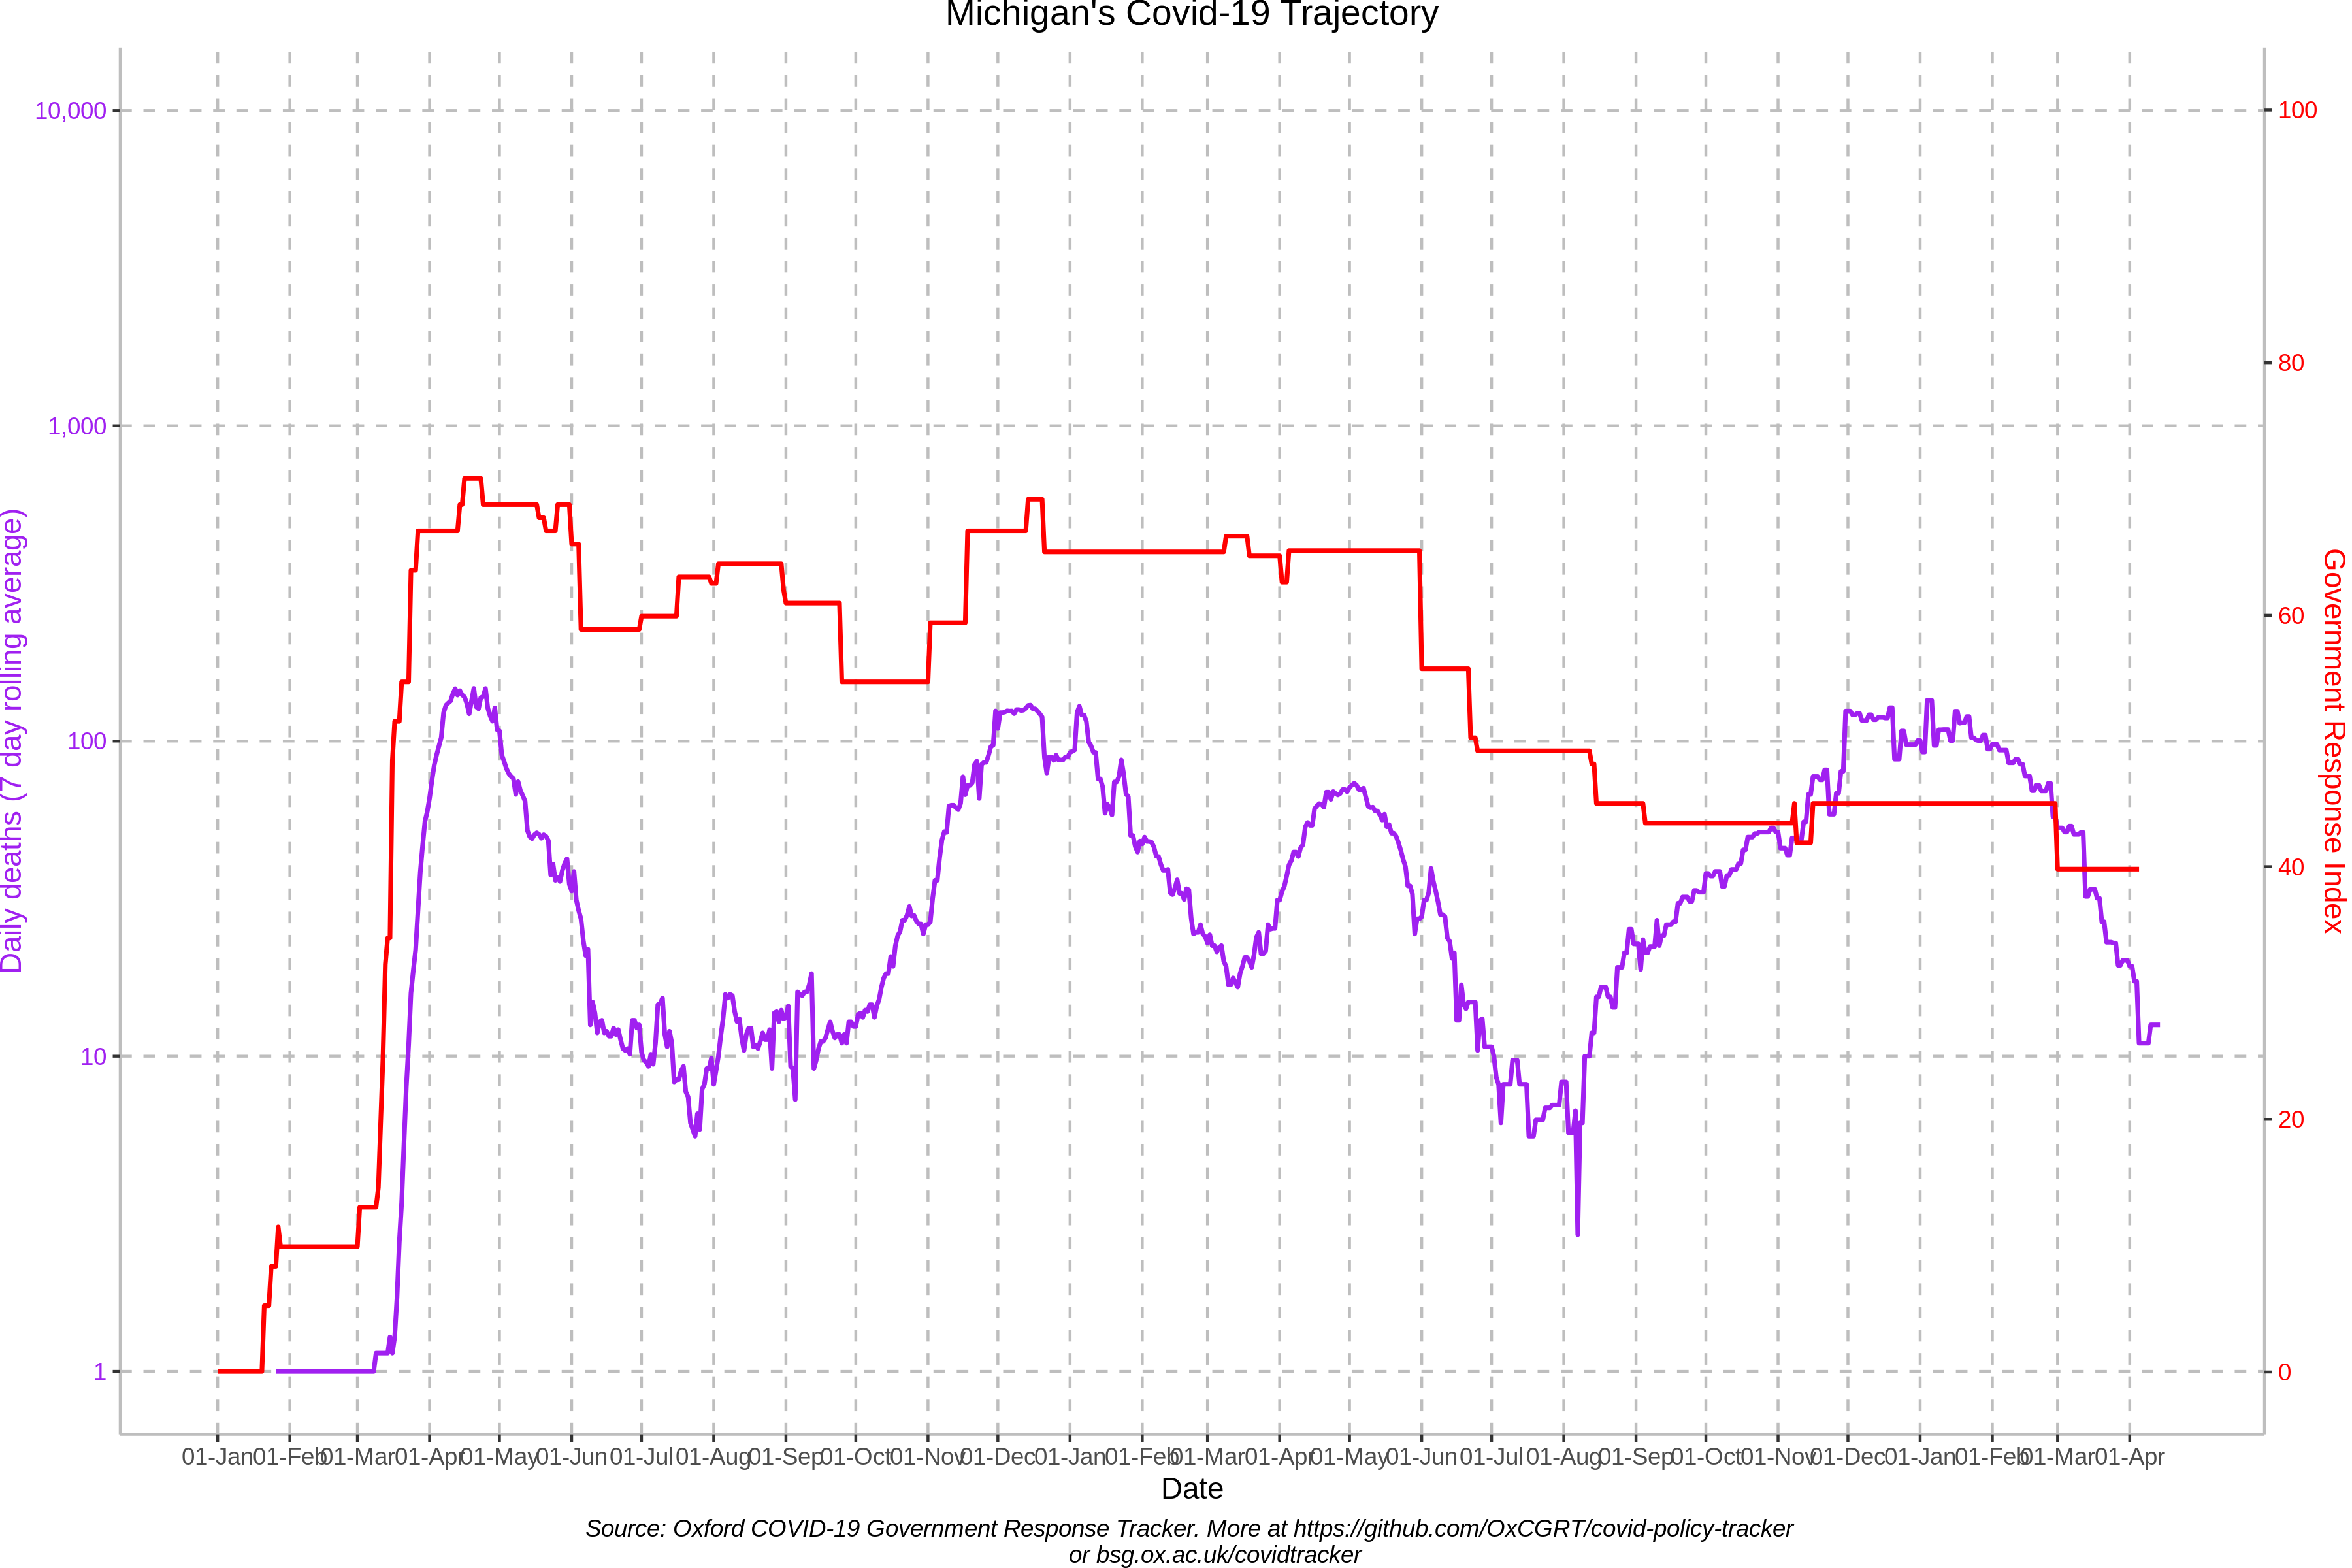 Michigan's Covid-19 Trajectory
10,000
1,000
100
10
1
Daily deaths (7 day rolling average)
100
80
60
40
20
0
Government Response Index
01-Jan 01-Feb 01-Mar 01-Apr 01-May 01-Jun 01-Jul 01-Aug 01-Sep 01-Oct 01-Nov 01-Dec 01-Jan 01-Feb 01-Mar 01-Apr 01-May 01-Jun 01-Jul 01-Aug 01-Sep 01-Oct 01-Nov 01-Dec 01-Jan 01-Feb 01-Mar 01-Apr
Date
Source: Oxford COVID-19 Government Response Tracker. More at https://github.com/OxCGRT/covid-policy-tracker
or bsg.ox.ac.uk/covidtracker